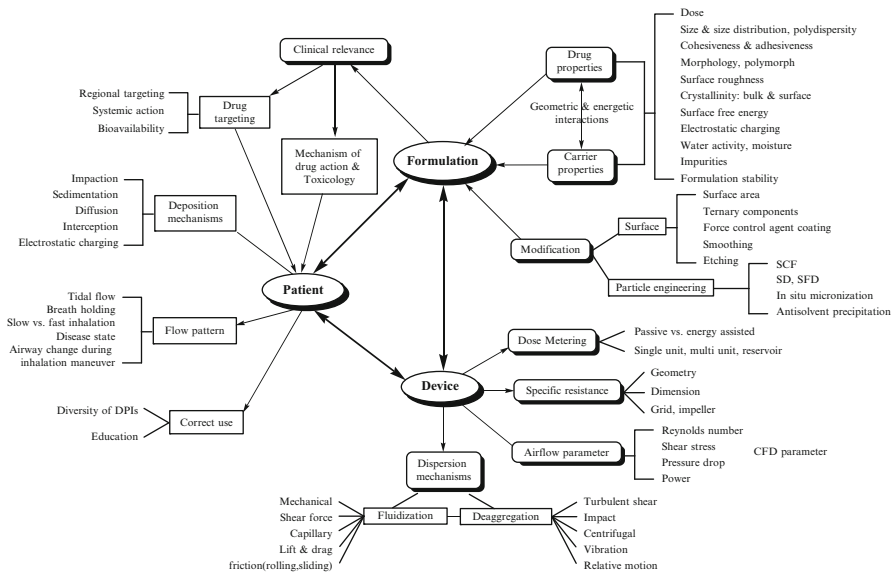 Clinical relevance
Regional targeting
Systemic action
Bioavailability
Drug
targeting
Mechanism of
drug action &
Toxicology
Formulation
Drug
properties
Geometric & energetic
interactions
Carrier
properties
Dose
Size & size distribution, polydispersity
Cohesiveness & adhesiveness
Morphology, polymorph
Surface roughness
Crystallinity: bulk & surface
Surface free energy
Electrostatic charging
Water activity, moisture
Impurities
Formulation stability
Impaction
Sedimentation
Diffusion
Interception
Electrostatic charging
Deposition
mechanisms
Modification
Surface
Surface area
Ternary components
Force control agent coating
Smoothing
Etching
Particle engineering
SCF
SD, SFD
In situ micronization
Antisolvent precipitation
Patient
Tidal flow
Breath holding
Slow vs. fast inhalation
Disease state
Airway change during
inhalation maneuver
Flow pattern
Diversity of DPIs
Education
Correct use
Device
Dose Metering
Passive vs. energy assisted
Single unit, multi unit, reservoir
Specific resistance
Geometry
Dimension
Grid, impeller
Airflow parameter
Reynolds number
Shear stress
Pressure drop
Power
CFD parameter
Dispersion
mechanisms
Mechanical
Shear force
Capillary
Lift & drag
friction(rolling,sliding)
Fluidization
Deaggregation
Turbulent shear
Impact
Centrifugal
Vibration
Relative motion